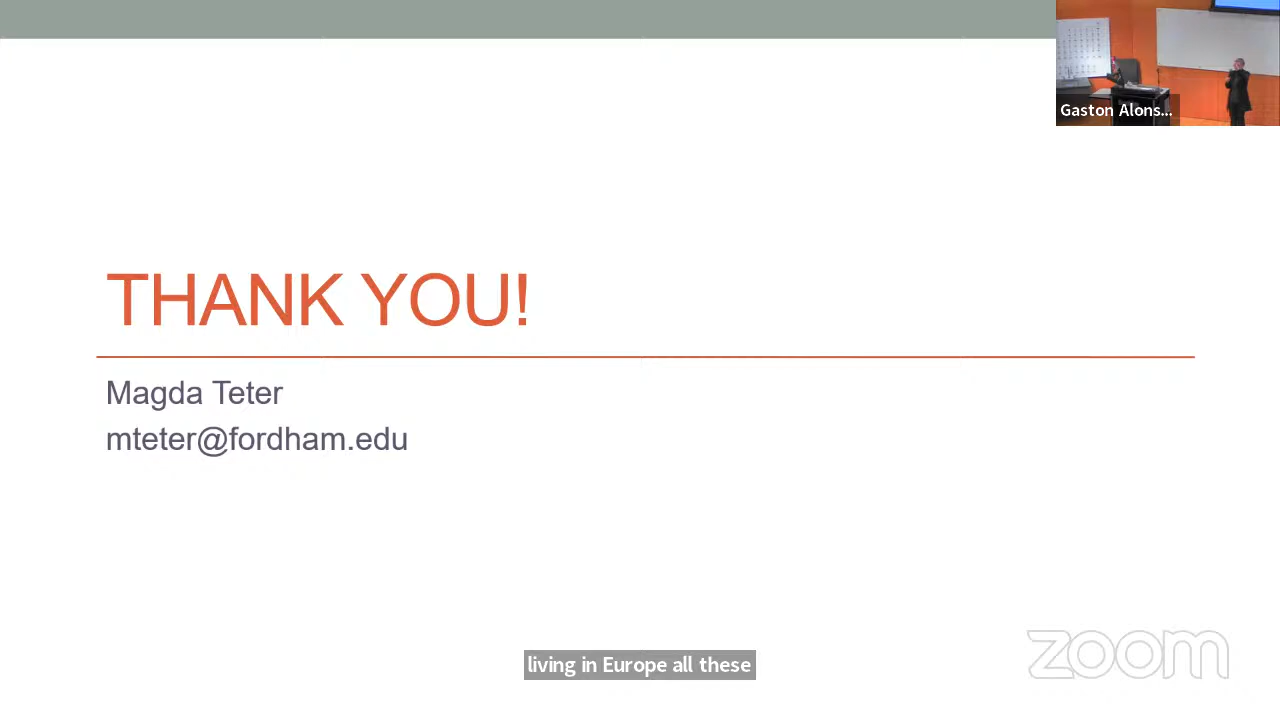 Gaston Alons...
THANK YOU!
Magda Teter
mteter@fordham.edu
living in Europe all these
zoom